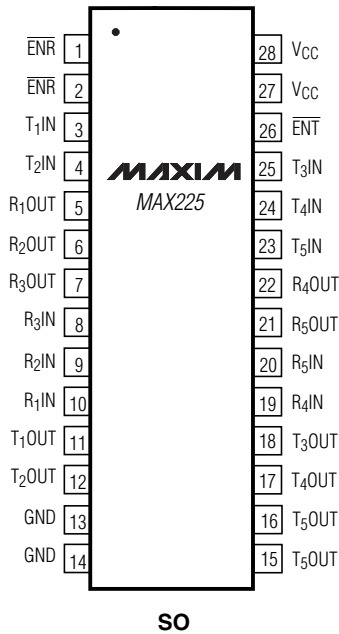 ENR 1
ENR 2
T1IN 3
T2IN 4
R1OUT 5
R2OUT 6
R3OUT 7
R3IN 8
R2IN 9
R1IN 10
T1OUT 11
T2OUT 12
GND 13
GND 14
MAXIM
MAX225
28 VCC
27 VCC
26 ENT
25 T3IN
24 T4IN
23 T5IN
22 R4OUT
21 R5OUT
20 R5IN
19 R4IN
18 T3OUT
17 T4OUT
16 T5OUT
15 T5OUT
SO